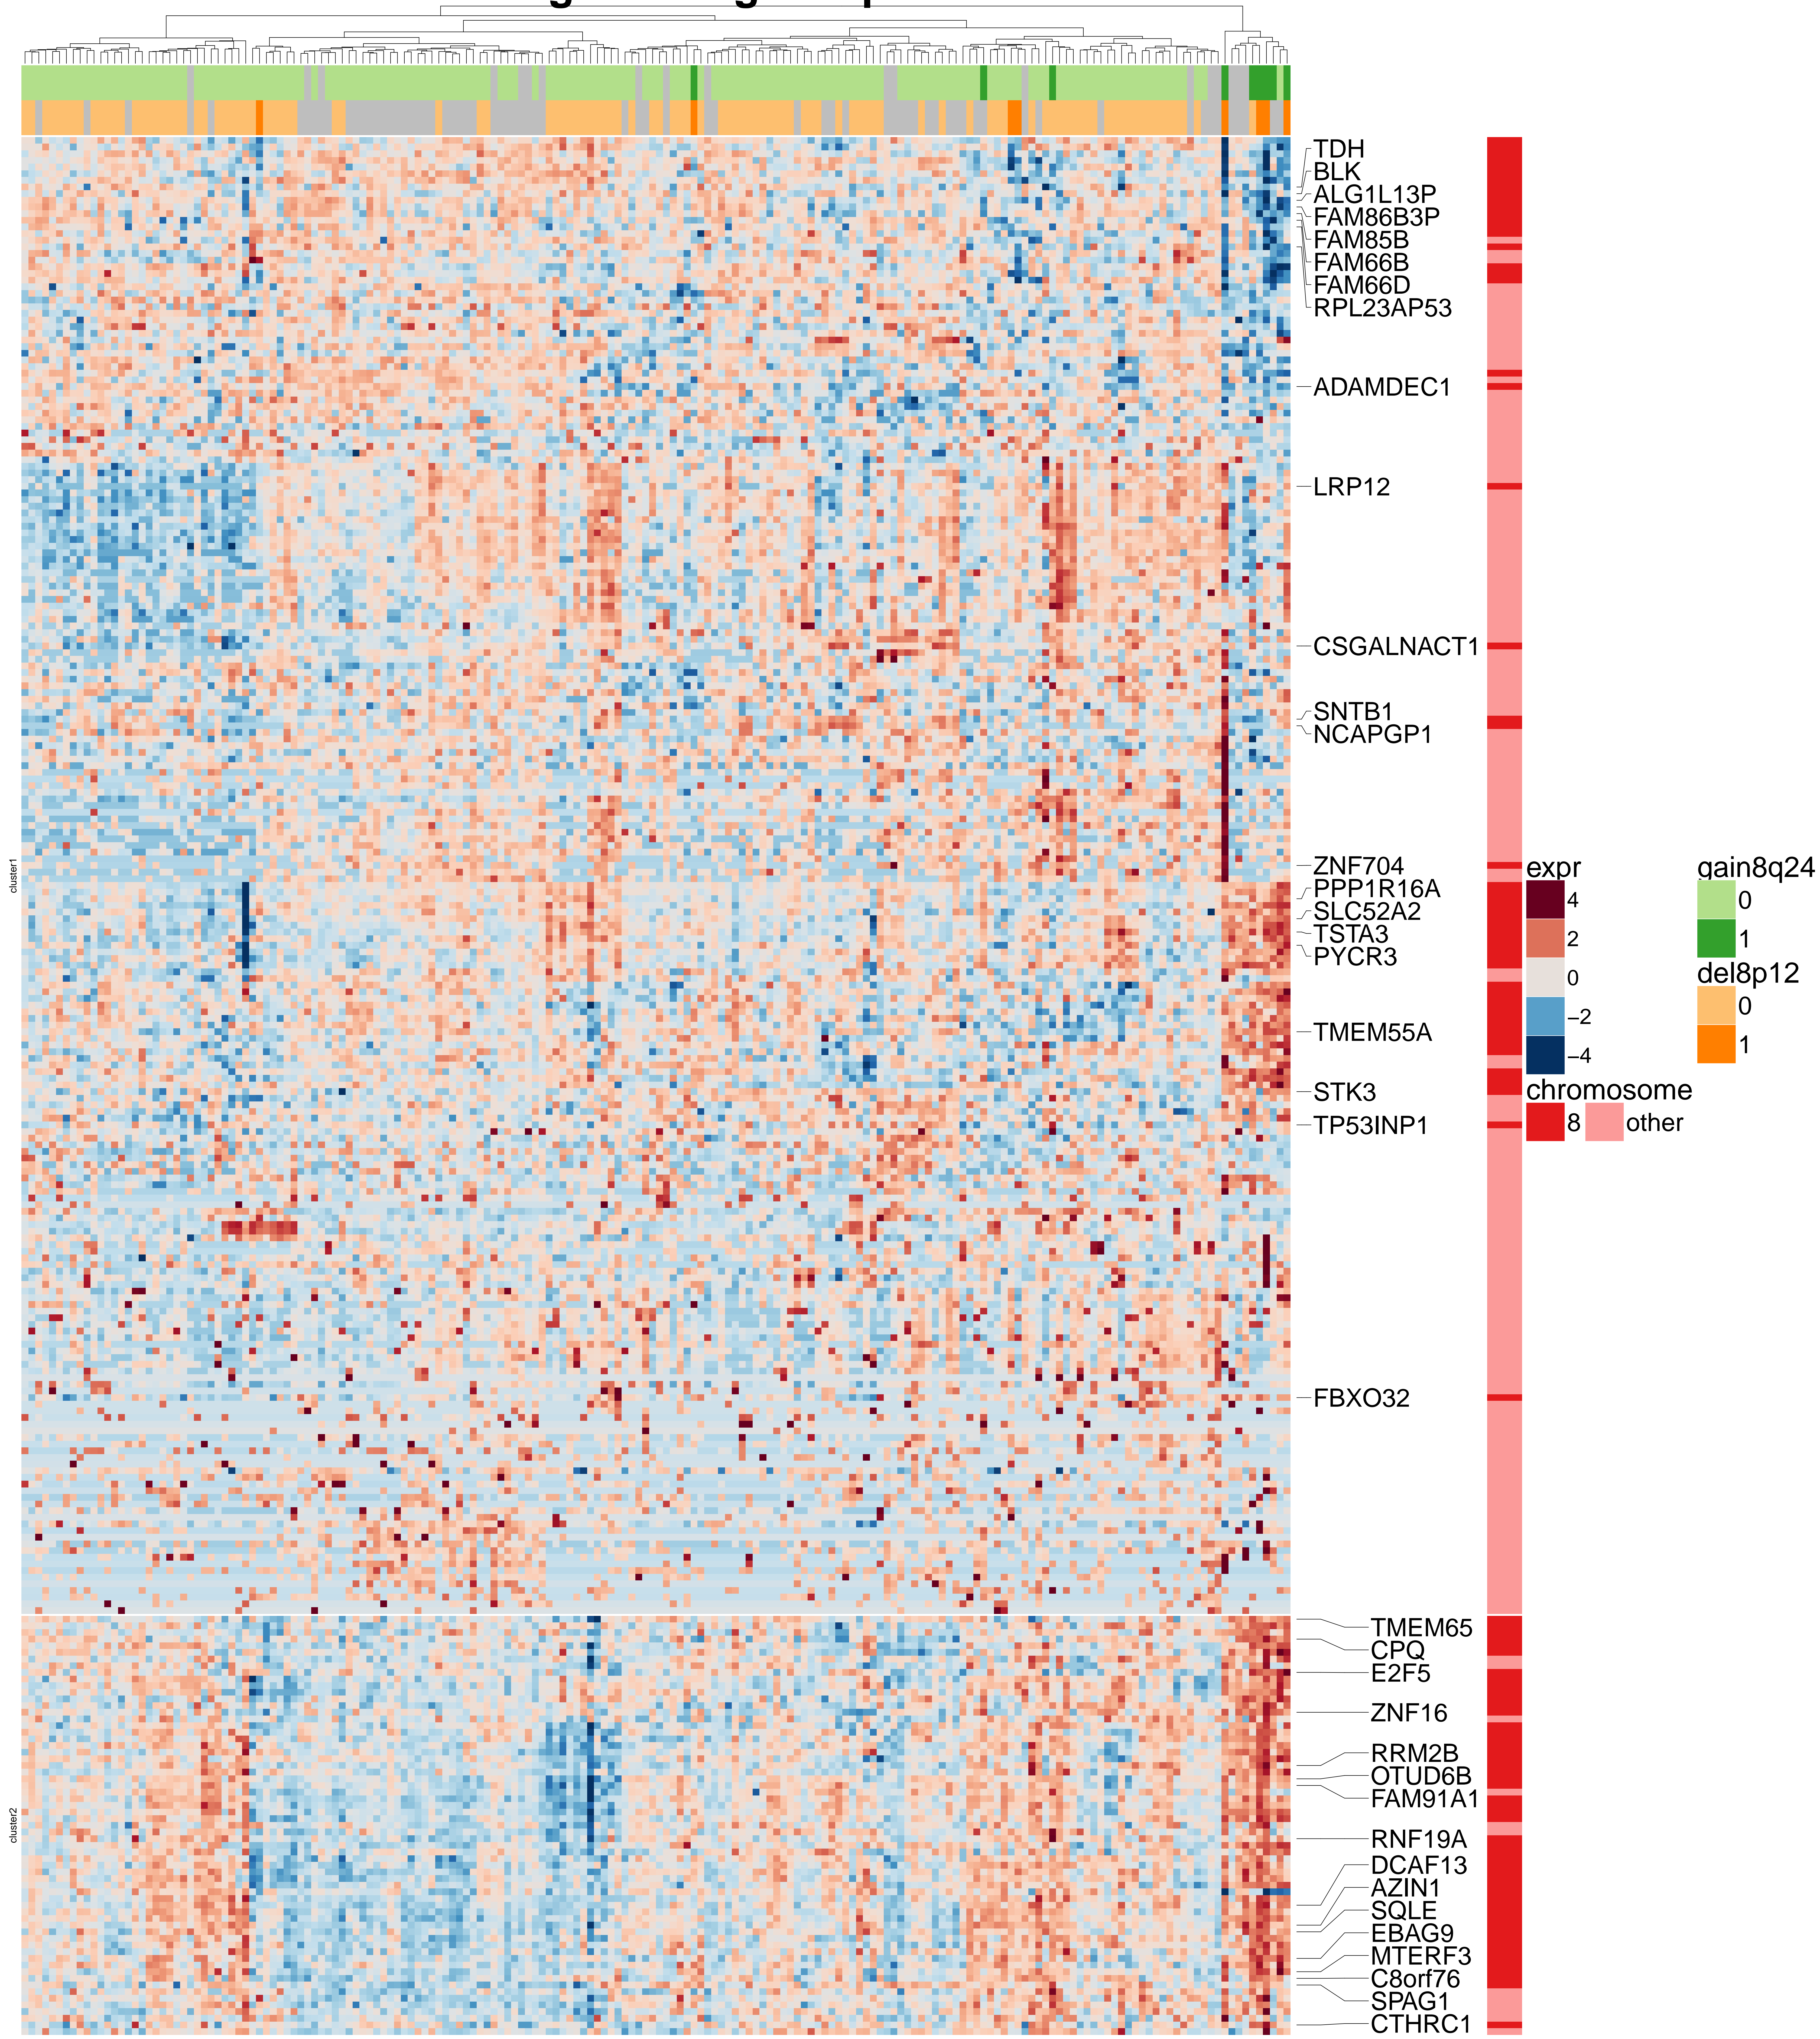 TDH
BLK
ALG1L13P
FAM86B3P
FAM85B
FAM66B
FAM66D
RPL23AP53
ADAMDEC1
LRP12
CSGALNACT1
SNTB1
NCAPGP1
ZNF704
PPP1R16A
SLC52A2
TSTA3
PYCR3
TMEM55A
STK3
TP53INP1
FBXO32
cluster1
expr
4
2
0
−2
−4
gain8q24
0
1
del8p12
0
1
chromosome
8 other
TMEM65
CPQ
E2F5
ZNF16
RRM2B
OTUD6B
FAM91A1
RNF19A
DCAF13
AZIN1
SQLE
EBAG9
MTERF3
C8orf76
SPAG1
CTHRC1
cluster2